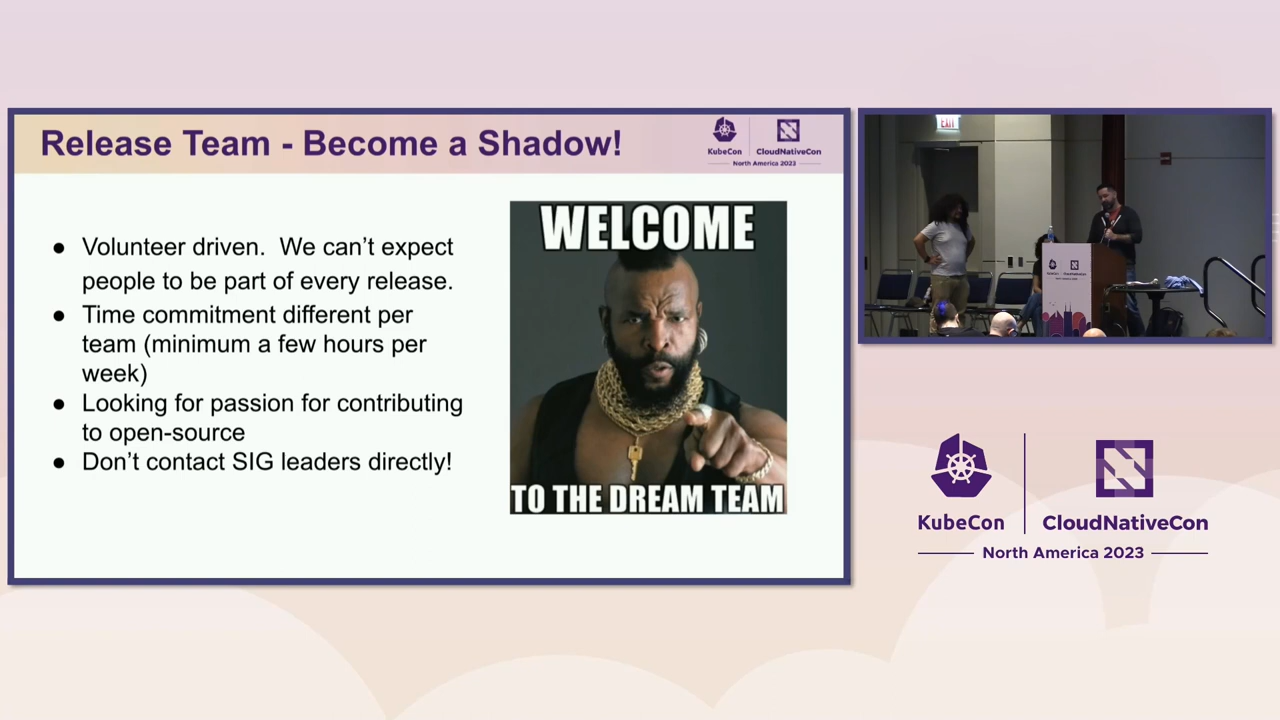 Release Team - Become a Shadow!
KubeCon
CloudNativeCon
North America 2023
● Volunteer driven.  We can’t expect
people to be part of every release.
● Time commitment different per
team (minimum a few hours per
week)
● Looking for passion for contributing
to open-source
● Don’t contact SIG leaders directly!
WELCOME
TO THE DREAM TEAM
EXIT
KubeCon
CloudNativeCon
North America 2023